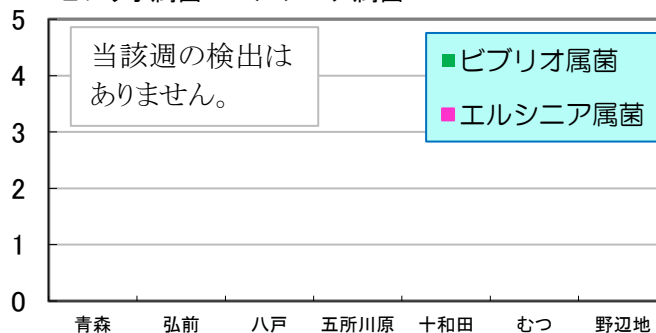 5
当該週の検出は
ありません。
ビブリオ属菌
エルシニア属菌
4
3
2
1
0
青森 弘前 八戸 五所川原 十和田 むつ 野辺地